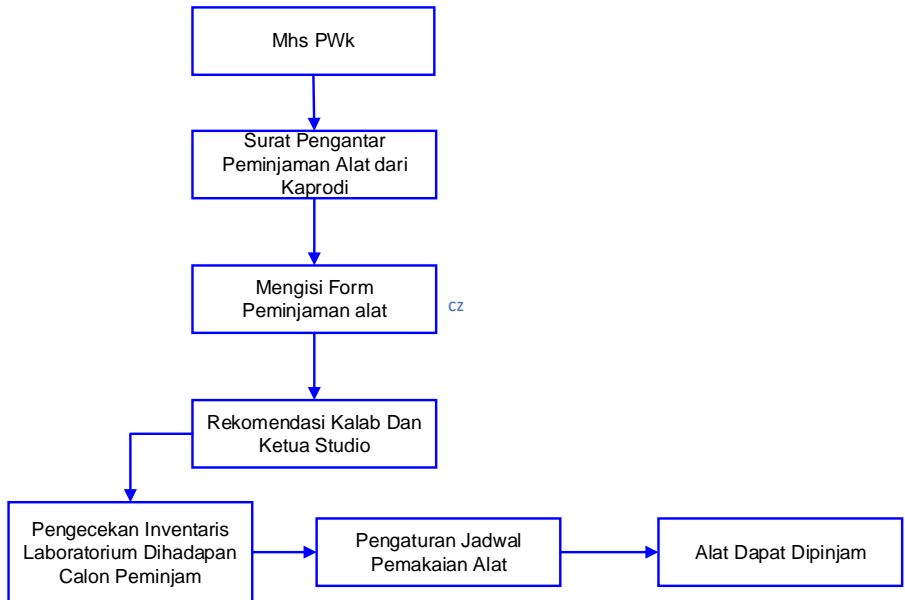 Mhs PWk
Surat Pengantar
Peminjaman Alat dari
Kaprodi
Mengisi Form
Peminjaman alat
cz
Rekomendasi Kalab Dan
Ketua Studio
Pengecekan Inventaris
Laboratorium Dihadapan
Calon Peminjam
Pengaturan Jadwal
Pemakaian Alat
Alat Dapat Dipinjam